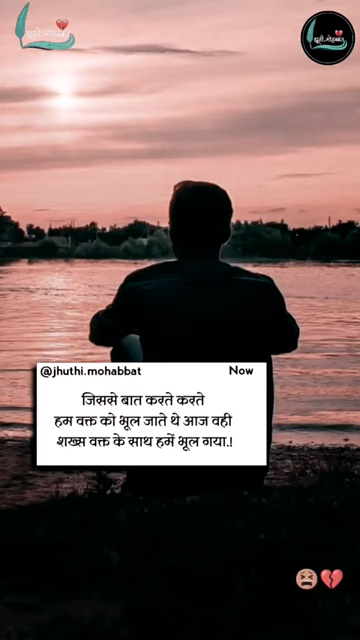 @jhuthi.mohabbat Now
जिससे बात करते करते
हम वक्त को भूल जाते थे आज वही
शख्स वक्त के साथ हमें भूल गया.!